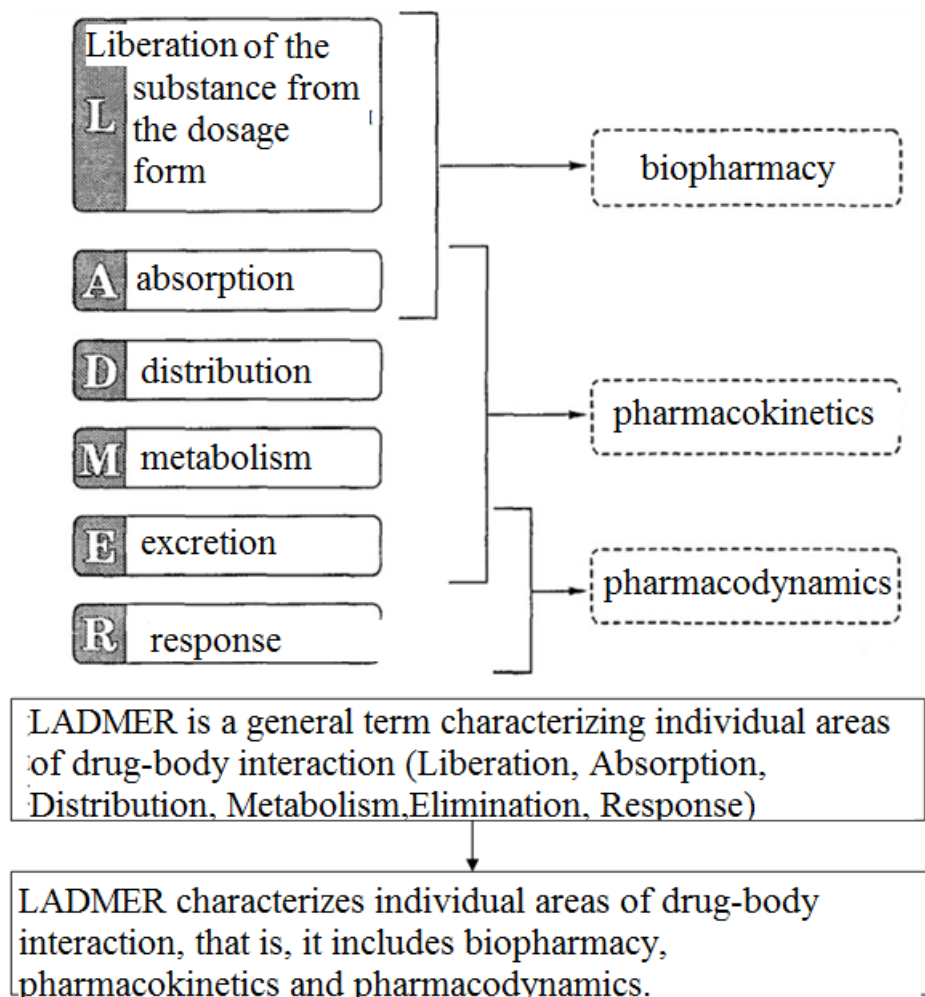 Liberation of the
substance from
L
the dosage
form
biopharmacy
A absorption
D distribution
pharmacokinetics
M metabolism
E excretion
pharmacodynamics
R response
LADMER is a general term characterizing individual areas
of drug-body interaction (Liberation, Absorption,
Distribution, Metabolism,Elimination, Response)
LADMER characterizes individual areas of drug-body
interaction, that is, it includes biopharmacy,
pharmacokinetics and pharmacodynamics.